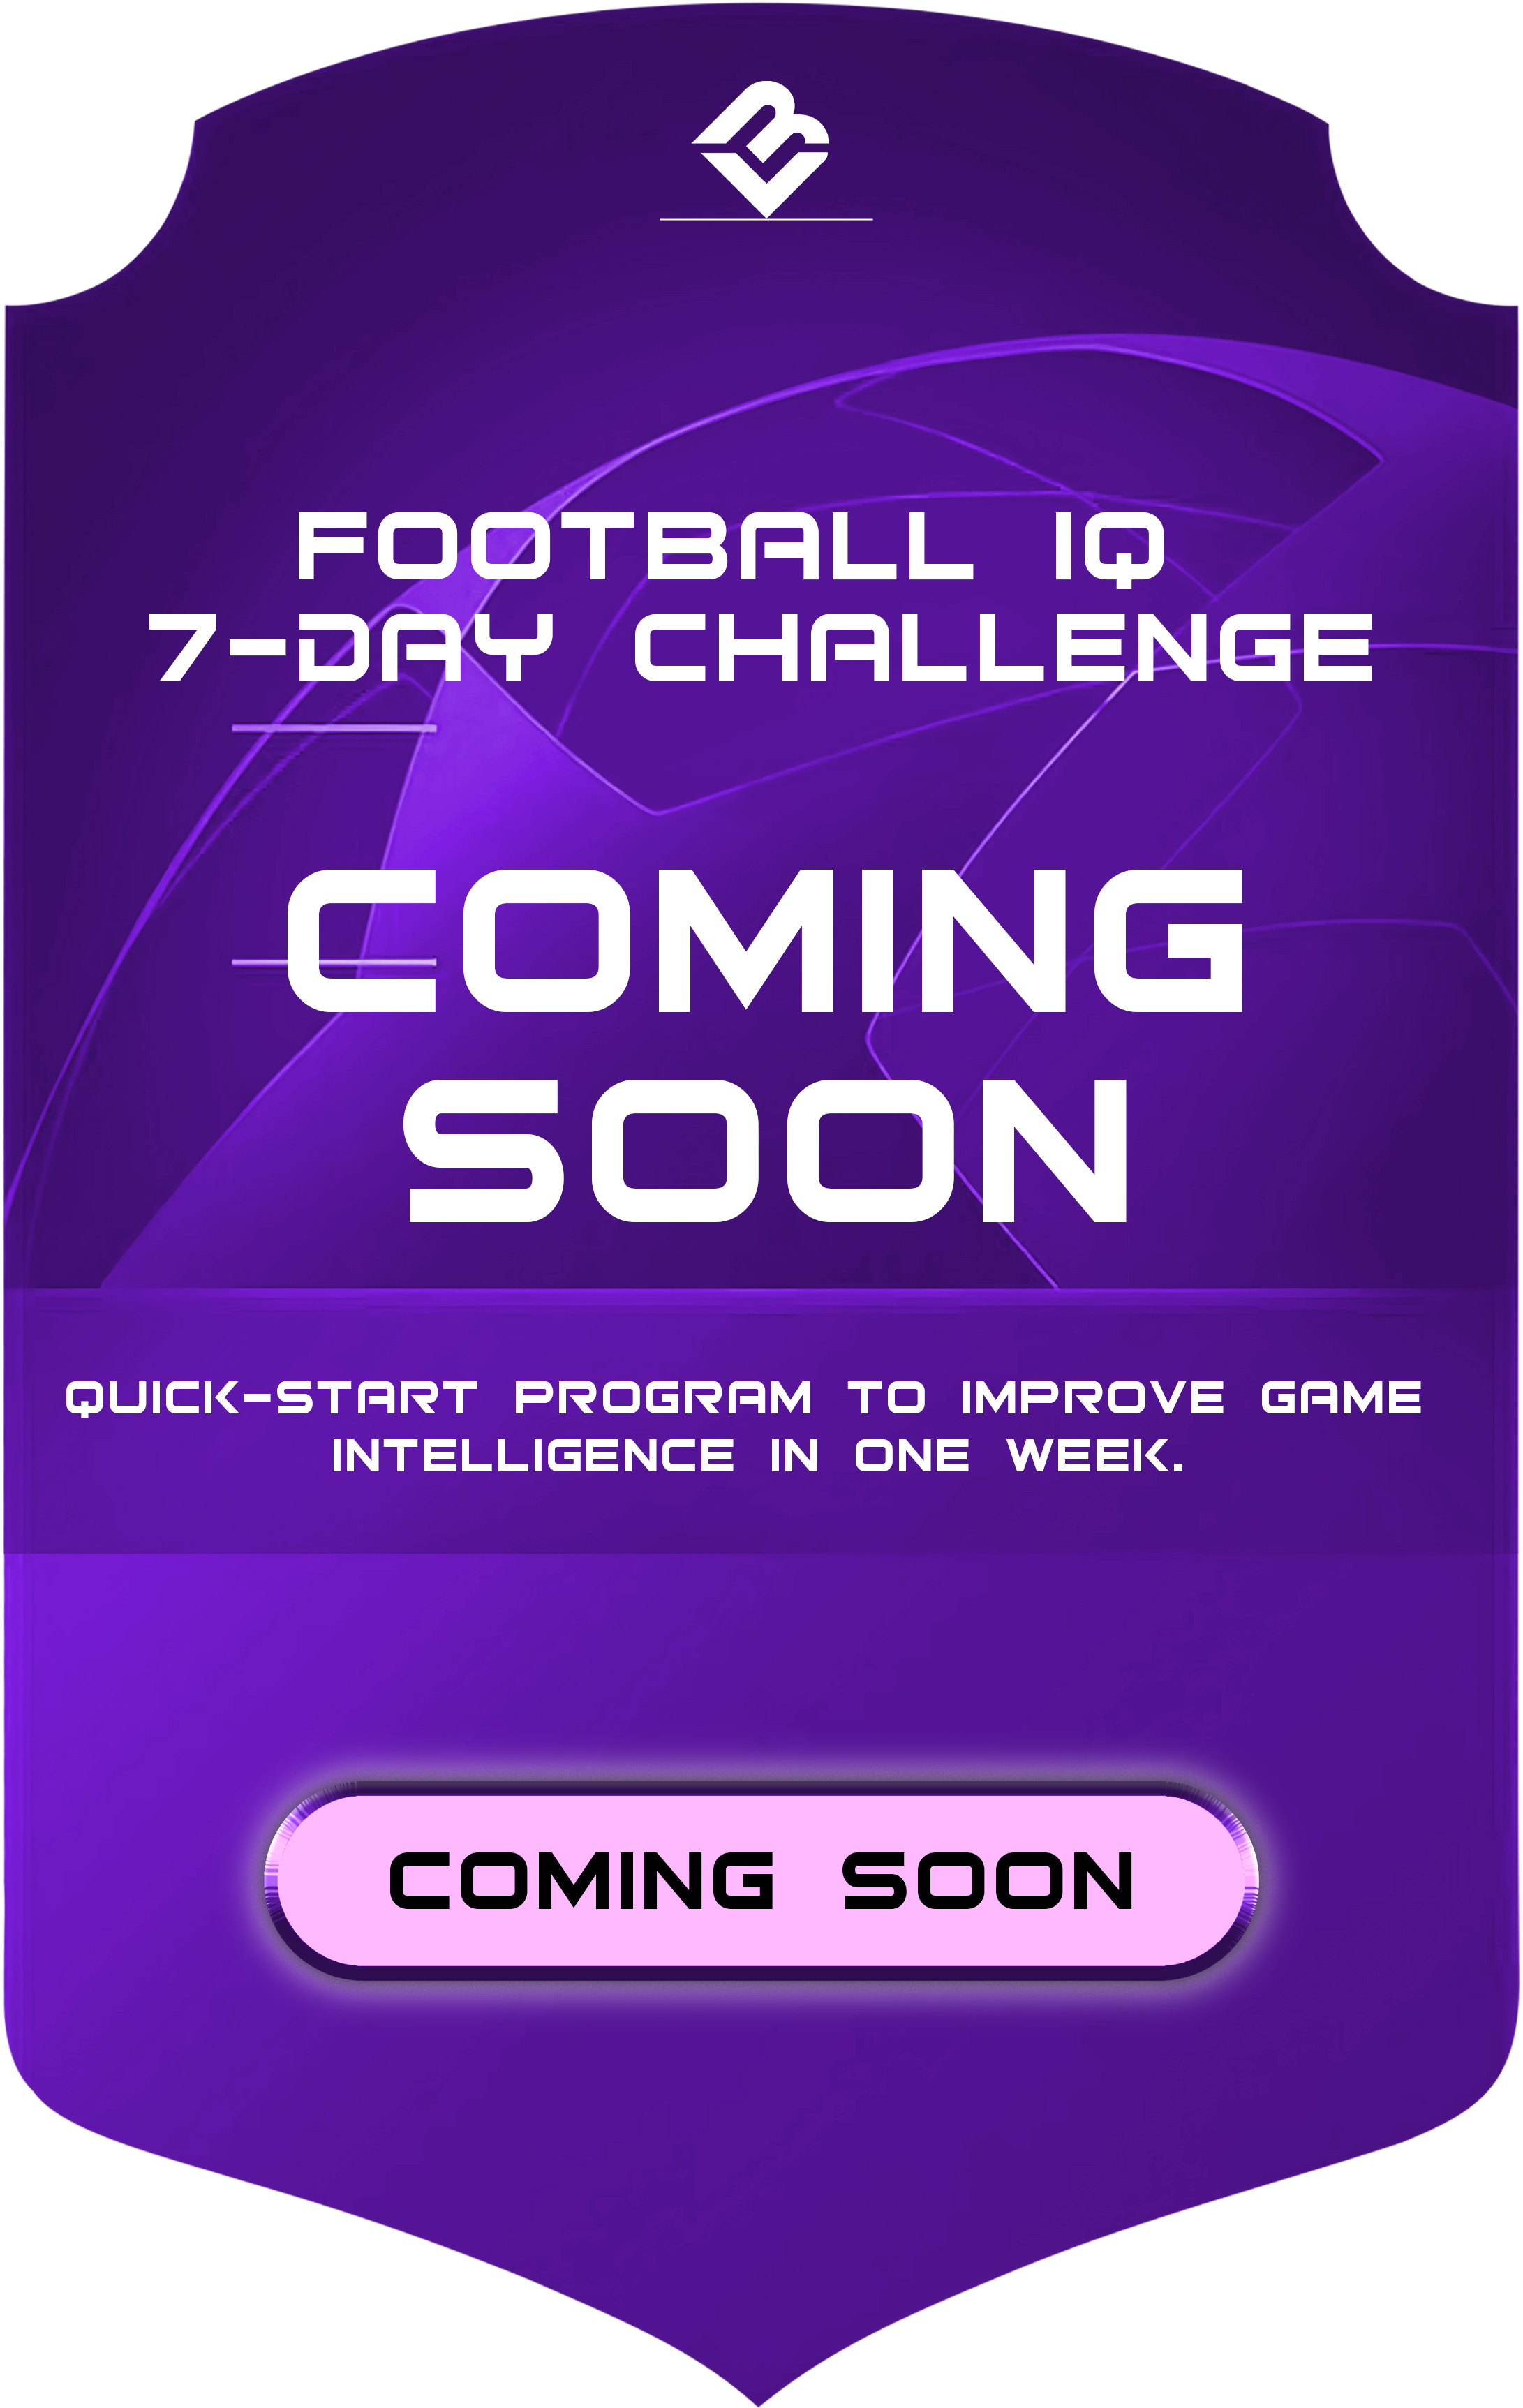 FOOTBALL IQ
7-DAY CHALLENGE
COMING
SOON
QUICK-START PROGRAM TO IMPROVE GAME
INTELLIGENCE IN ONE WEEK.
COMING SOON